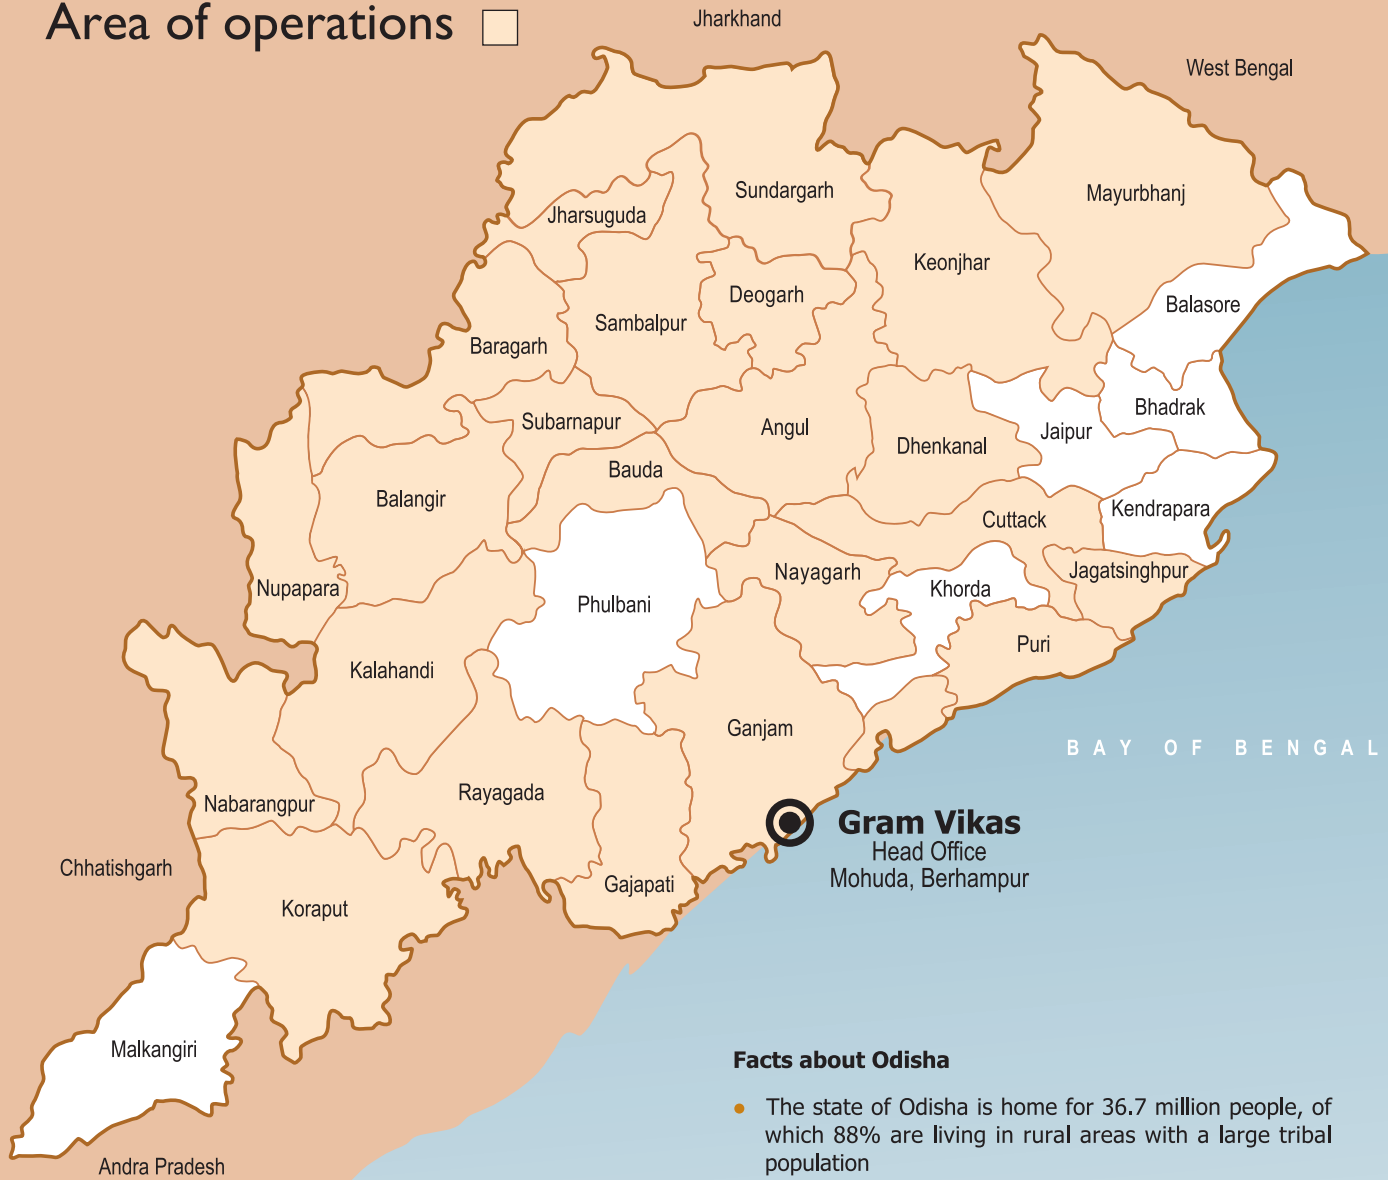 Area of operations
Jharkhand
West Bengal
Sundargarh
Mayurbhanj
Jharsuguda
Keonjhar
Deogarh
Balasore
Sambalpur
Baragarh
Bhadrak
Subarnapur
Angul
Jaipur
Dhenkanal
Bauda
Balangir
Kendrapara
Cuttack
Nayagarh
Jagatsinghpur
Nupapara
Khorda
Phulbani
Puri
Kalahandi
Ganjam
BAY OF BENGAL
Rayagada
Nabarangpur
Gram Vikas
Head Office
Mohuda, Berhampur
Chhatishgarh
Gajapati
Koraput
Malkangiri
Andra Pradesh
Facts about Odisha
• The state of Odisha is home for 36.7 million people, of
which 88% are living in rural areas with a large tribal
population